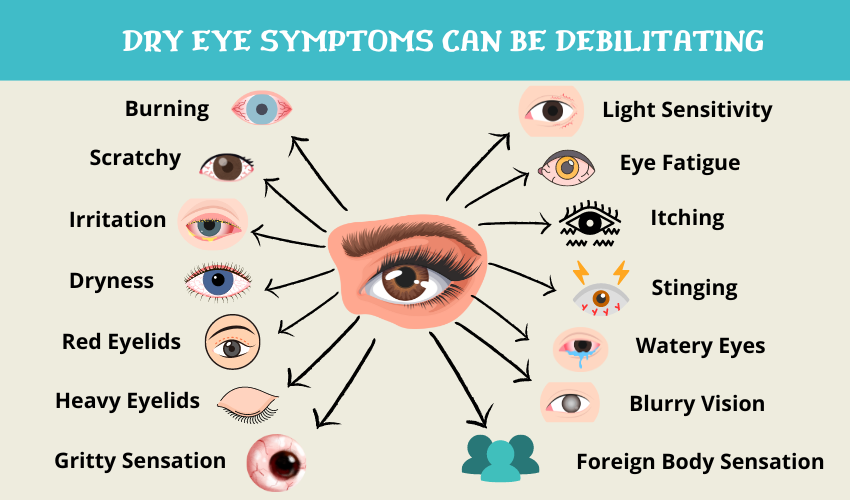 DRY EYE SYMPTOMS CAN BE DEBILITATING
Burning
Scratchy
Irritation
Dryness
Red Eyelids
Heavy Eyelids
Gritty Sensation
Light Sensitivity
Eye Fatigue
Itching
Stinging
Watery Eyes
Blurry Vision
Foreign Body Sensation